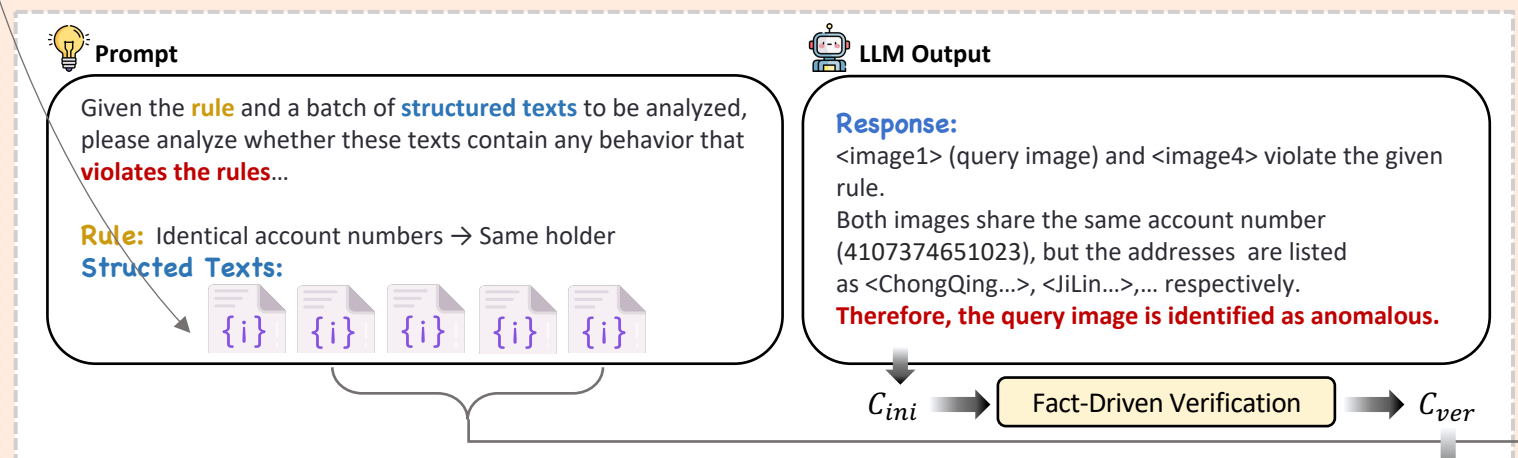 Prompt
Given the rule and a batch of structured texts to be analyzed,
please analyze whether these texts contain any behavior that
violates the rules…
Rule: Identical account numbers → Same holder
Structed Texts:
{i} {i} {i} {i} {i}
LLM Output
Response:
<image1> (query image) and <image4> violate the given
rule.
Both images share the same account number
(4107374651023), but the addresses are listed
as <ChongQing…>, <JiLin…>,… respectively.
Therefore, the query image is identified as anomalous.
C_ini Fact-Driven Verification C_ver